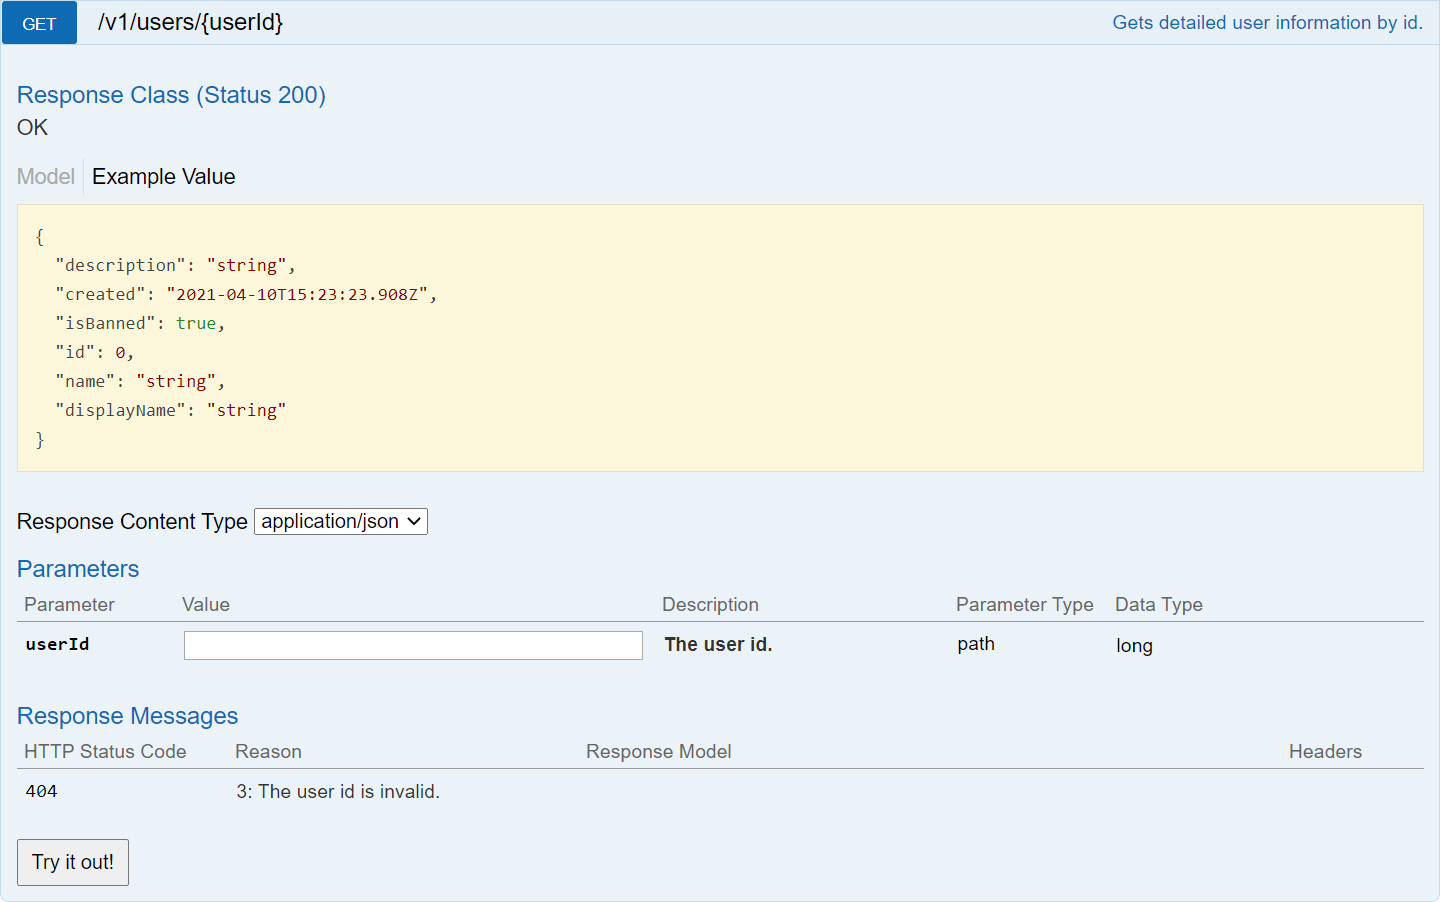 GET /v1/users/{userId} Gets detailed user information by id.
Response Class (Status 200)
OK
Model Example Value
{
  "description": "string",
  "created": "2021-04-10T15:23:23.908Z",
  "isBanned": true,
  "id": 0,
  "name": "string",
  "displayName": "string"
}
Response Content Type application/json
Parameters
Parameter Value Description Parameter Type Data Type
userId The user id. path long
Response Messages
HTTP Status Code Reason Response Model Headers
404 3: The user id is invalid.
Try it out!